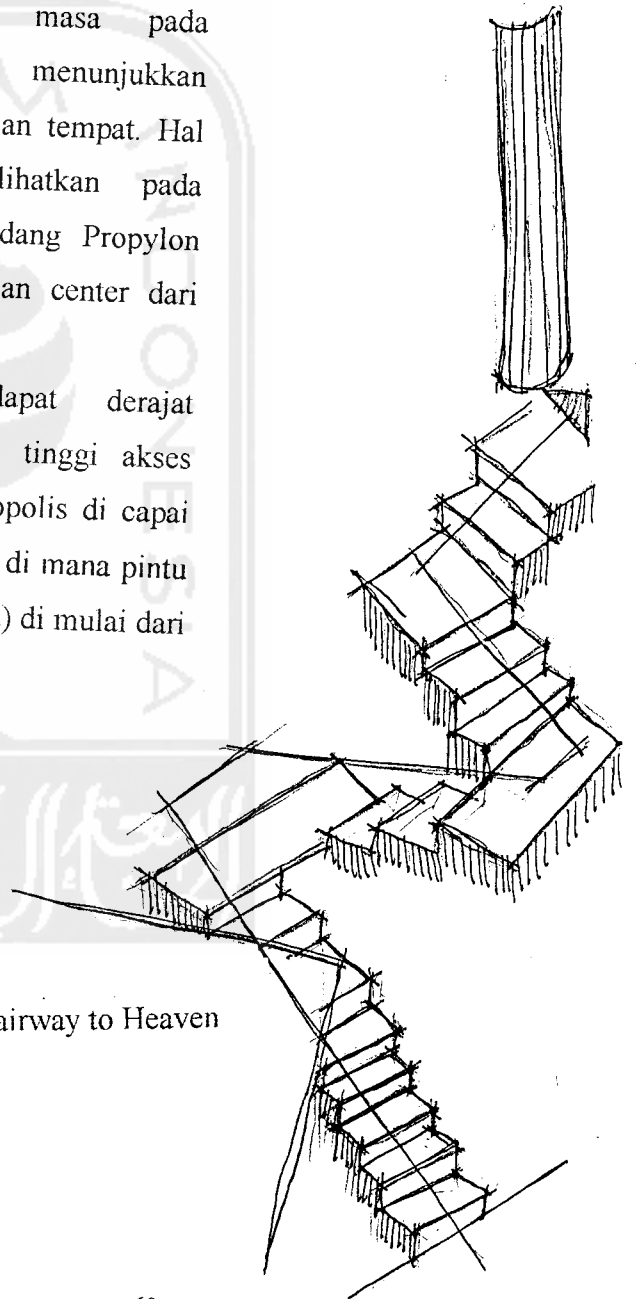 masa pada
menunjukkan
an tempat. Hal
lihatkan pada
dang Propylon
an center dari
lapat derajat
tinggi akses
opolis di capai
di mana pintu
) di mulai dari
airway to Heaven